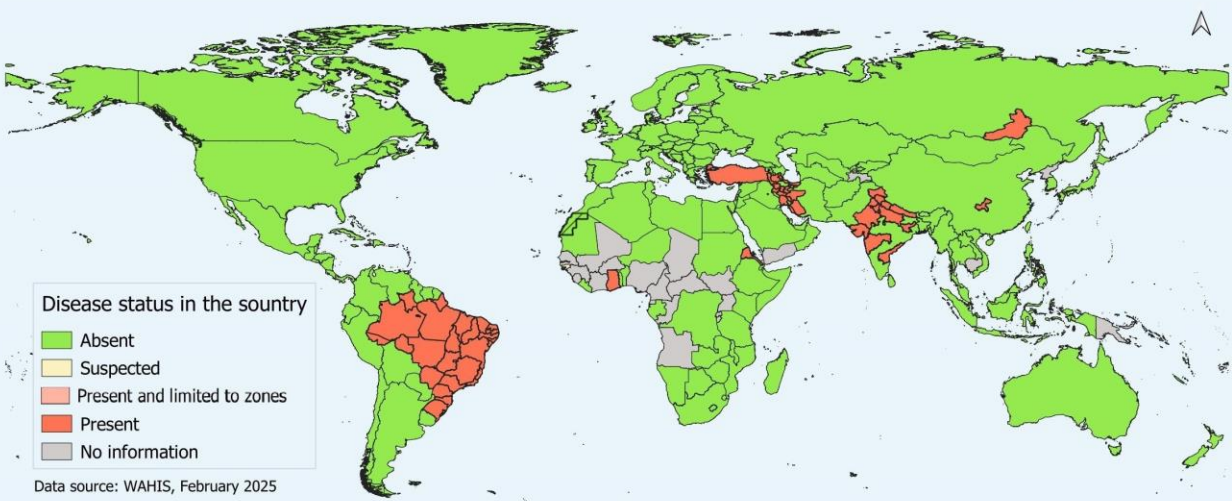 Disease status in the sountry
Absent
Suspected
Present and limited to zones
Present
No information
Data source: WAHIS, February 2025